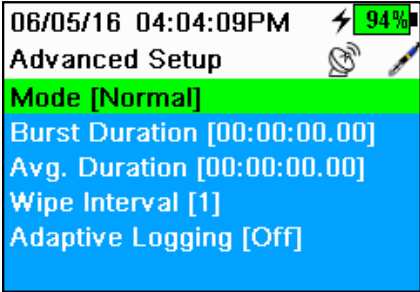 06/05/16 04:04:09PM 94%
Advanced Setup
Mode [Normal]
Burst Duration [00:00:00.00]
Avg. Duration [00:00:00.00]
Wipe Interval [1]
Adaptive Logging [Off]